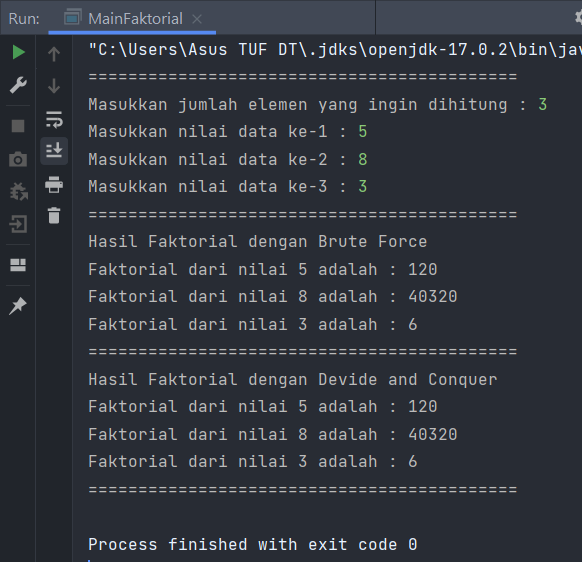 Run: MainFaktorial
"C:\Users\Asus TUF DT\.jdks\openjdk-17.0.2\bin\jav
===========================================
Masukkan jumlah elemen yang ingin dihitung : 3
Masukkan nilai data ke-1 : 5
Masukkan nilai data ke-2 : 8
Masukkan nilai data ke-3 : 3
===========================================
Hasil Faktorial dengan Brute Force
Faktorial dari nilai 5 adalah : 120
Faktorial dari nilai 8 adalah : 40320
Faktorial dari nilai 3 adalah : 6
===========================================
Hasil Faktorial dengan Devide and Conquer
Faktorial dari nilai 5 adalah : 120
Faktorial dari nilai 8 adalah : 40320
Faktorial dari nilai 3 adalah : 6
===========================================
Process finished with exit code 0